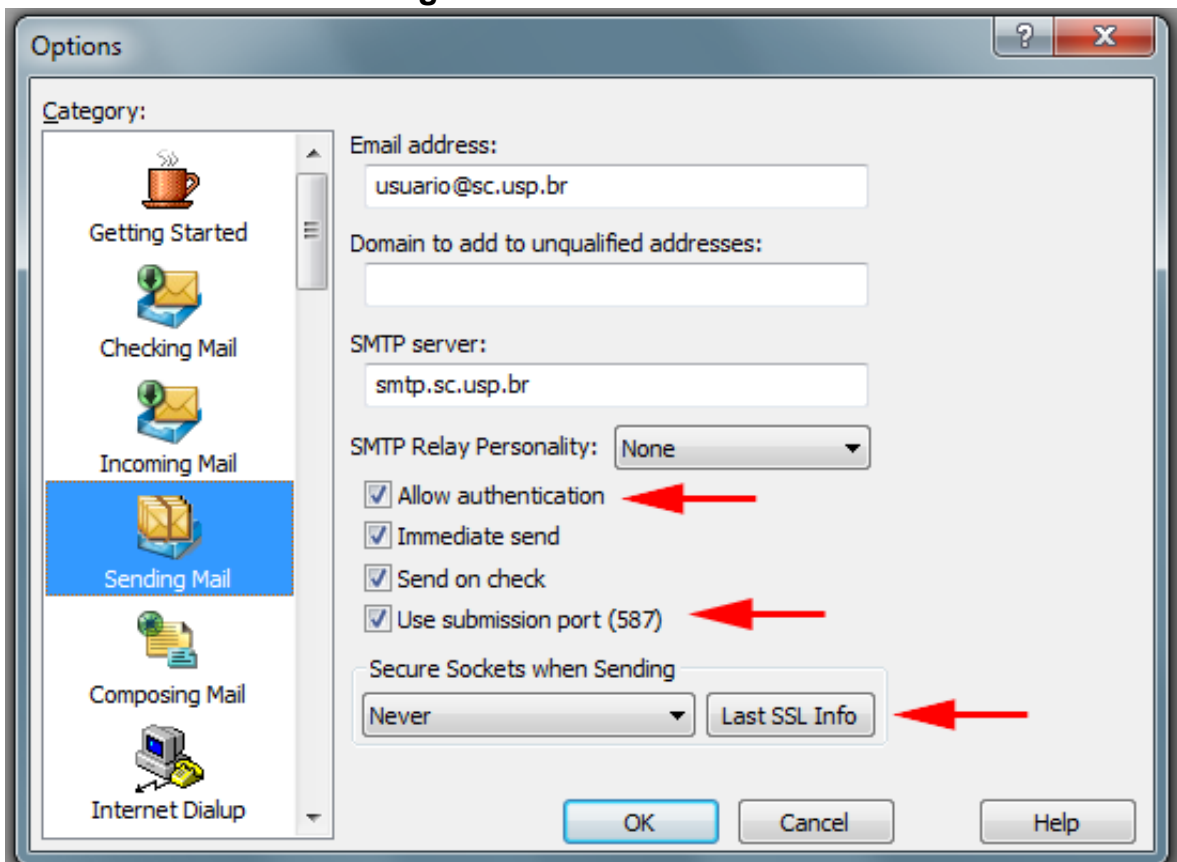 g
Options
Category:
Getting Started
Checking Mail
Incoming Mail
Sending Mail
Composing Mail
Internet Dialup
Email address:
usuario@sc.usp.br
Domain to add to unqualified addresses:
SMTP server:
smtp.sc.usp.br
SMTP Relay Personality: None
Allow authentication
Immediate send
Send on check
Use submission port (587)
Secure Sockets when Sending
Never Last SSL Info
OK Cancel Help